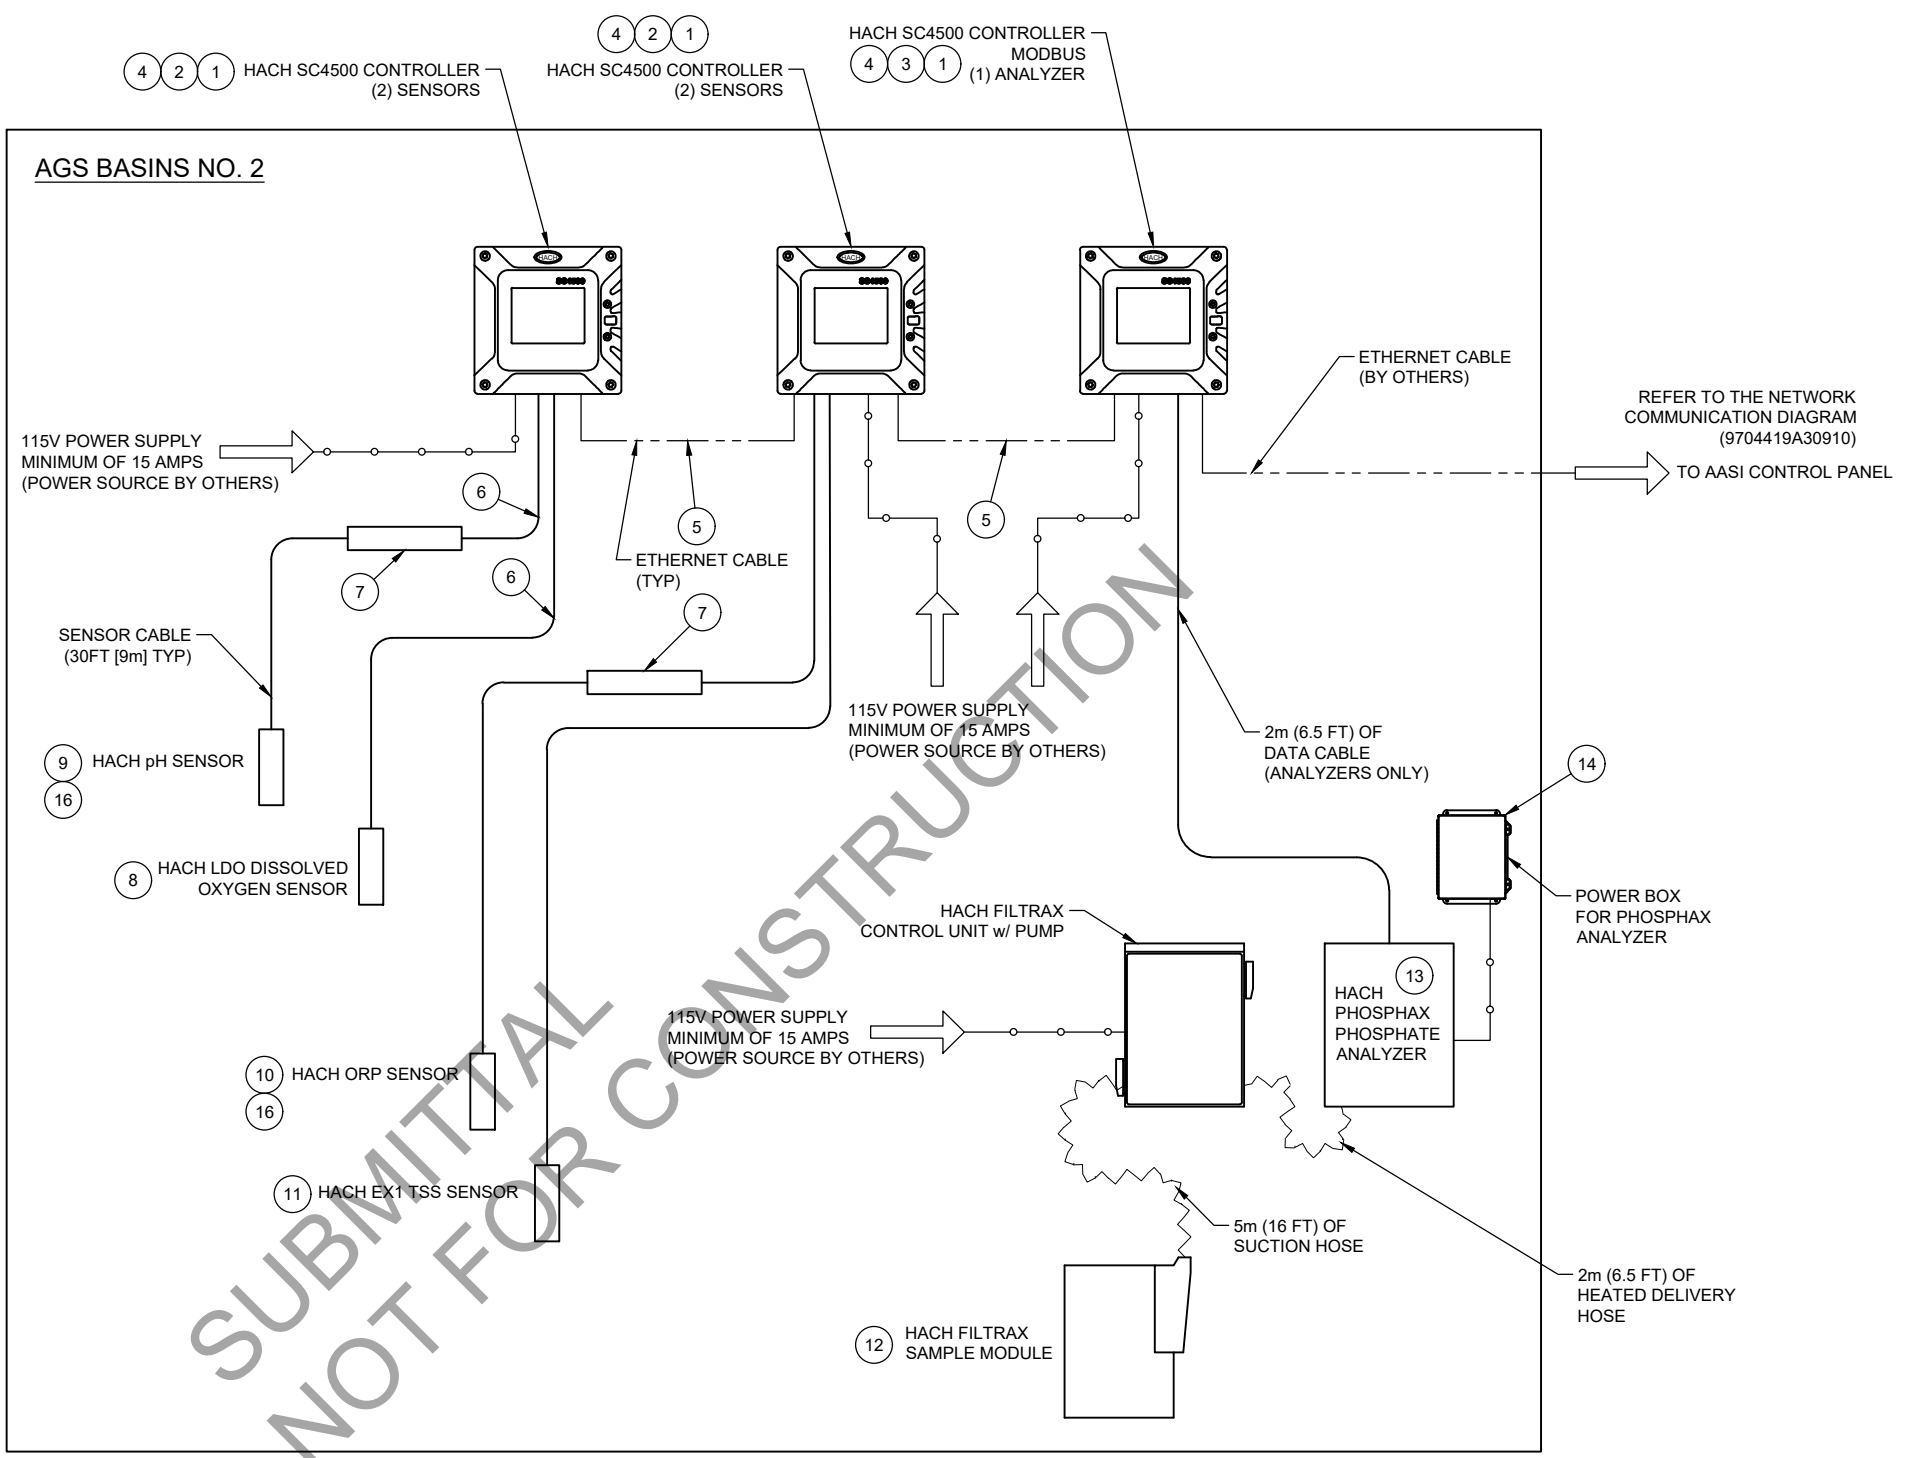 4 2 1
HACH SC4500 CONTROLLER
(2) SENSORS
4 2 1
HACH SC4500 CONTROLLER
(2) SENSORS
HACH SC4500 CONTROLLER
MODBUS
4 3 1 (1) ANALYZER
AGS BASINS NO. 2
HACH
SC4500
HACH
SC4500
HACH
SC4500
ETHERNET CABLE
(BY OTHERS)
REFER TO THE NETWORK
COMMUNICATION DIAGRAM
(9704419A30910)
TO AASI CONTROL PANEL
115V POWER SUPPLY
MINIMUM OF 15 AMPS
(POWER SOURCE BY OTHERS)
6
5
5
7
ETHERNET CABLE
(TYP)
6
7
SENSOR CABLE
(30FT [9m] TYP)
115V POWER SUPPLY
MINIMUM OF 15 AMPS
(POWER SOURCE BY OTHERS)
2m (6.5 FT) OF
DATA CABLE
(ANALYZERS ONLY)
9 HACH pH SENSOR
16
14
8 HACH LDO DISSOLVED
OXYGEN SENSOR
POWER BOX
FOR PHOSPHAX
ANALYZER
HACH FILTRAX
CONTROL UNIT w/ PUMP
13
HACH
PHOSPHAX
PHOSPHATE
ANALYZER
115V POWER SUPPLY
MINIMUM OF 15 AMPS
(POWER SOURCE BY OTHERS)
10 HACH ORP SENSOR
16
11 HACH EX1 TSS SENSOR
5m (16 FT) OF
SUCTION HOSE
2m (6.5 FT) OF
HEATED DELIVERY
HOSE
12 HACH FILTRAX
SAMPLE MODULE
SUBMITTAL
NOT FOR CONSTRUCTION